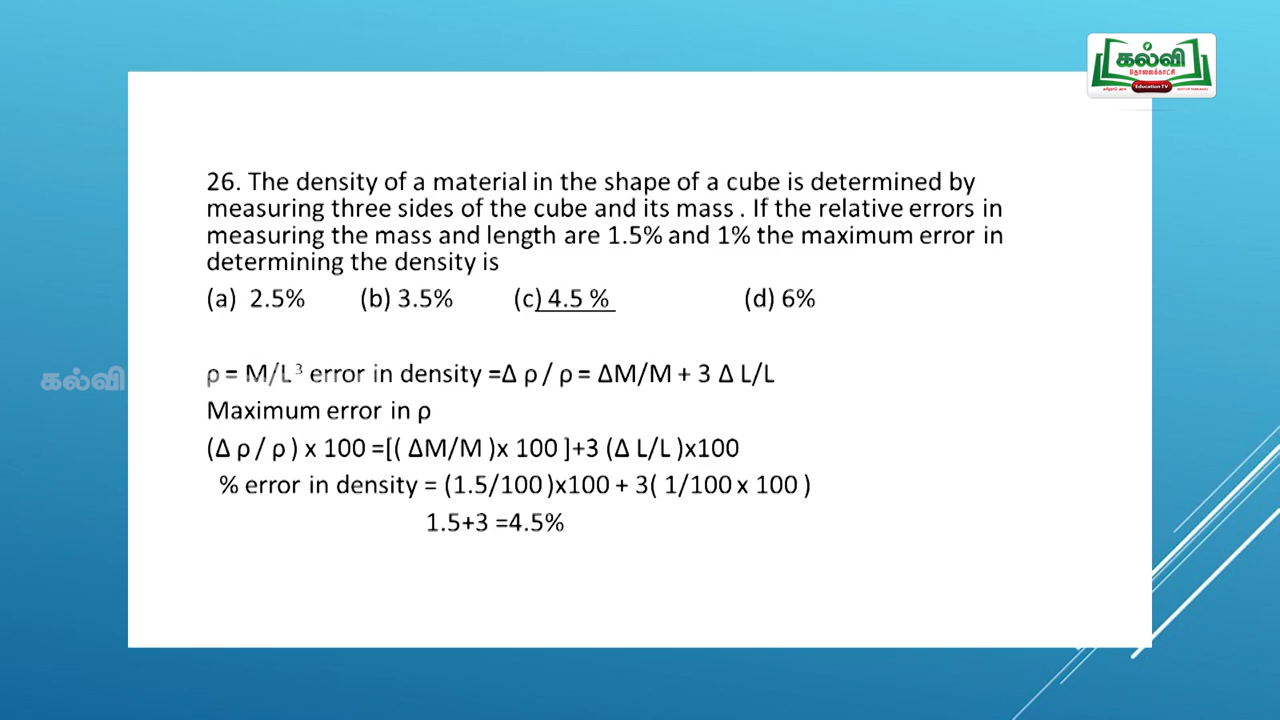 கல்வி
தொலைக்காட்சி
Education TV
26. The density of a material in the shape of a cube is determined by
measuring three sides of the cube and its mass . If the relative errors in
measuring the mass and length are 1.5% and 1% the maximum error in
determining the density is
(a) 2.5% (b) 3.5% (c) 4.5 % (d) 6%
கல்வி
ρ = M/L³ error in density =Δ ρ / ρ = ΔM/M + 3 Δ L/L
Maximum error in ρ
(Δ ρ / ρ ) x 100 =[( ΔM/M )x 100 ]+3 (Δ L/L )x100
% error in density = (1.5/100 )x100 + 3( 1/100 x 100 )
1.5+3 =4.5%